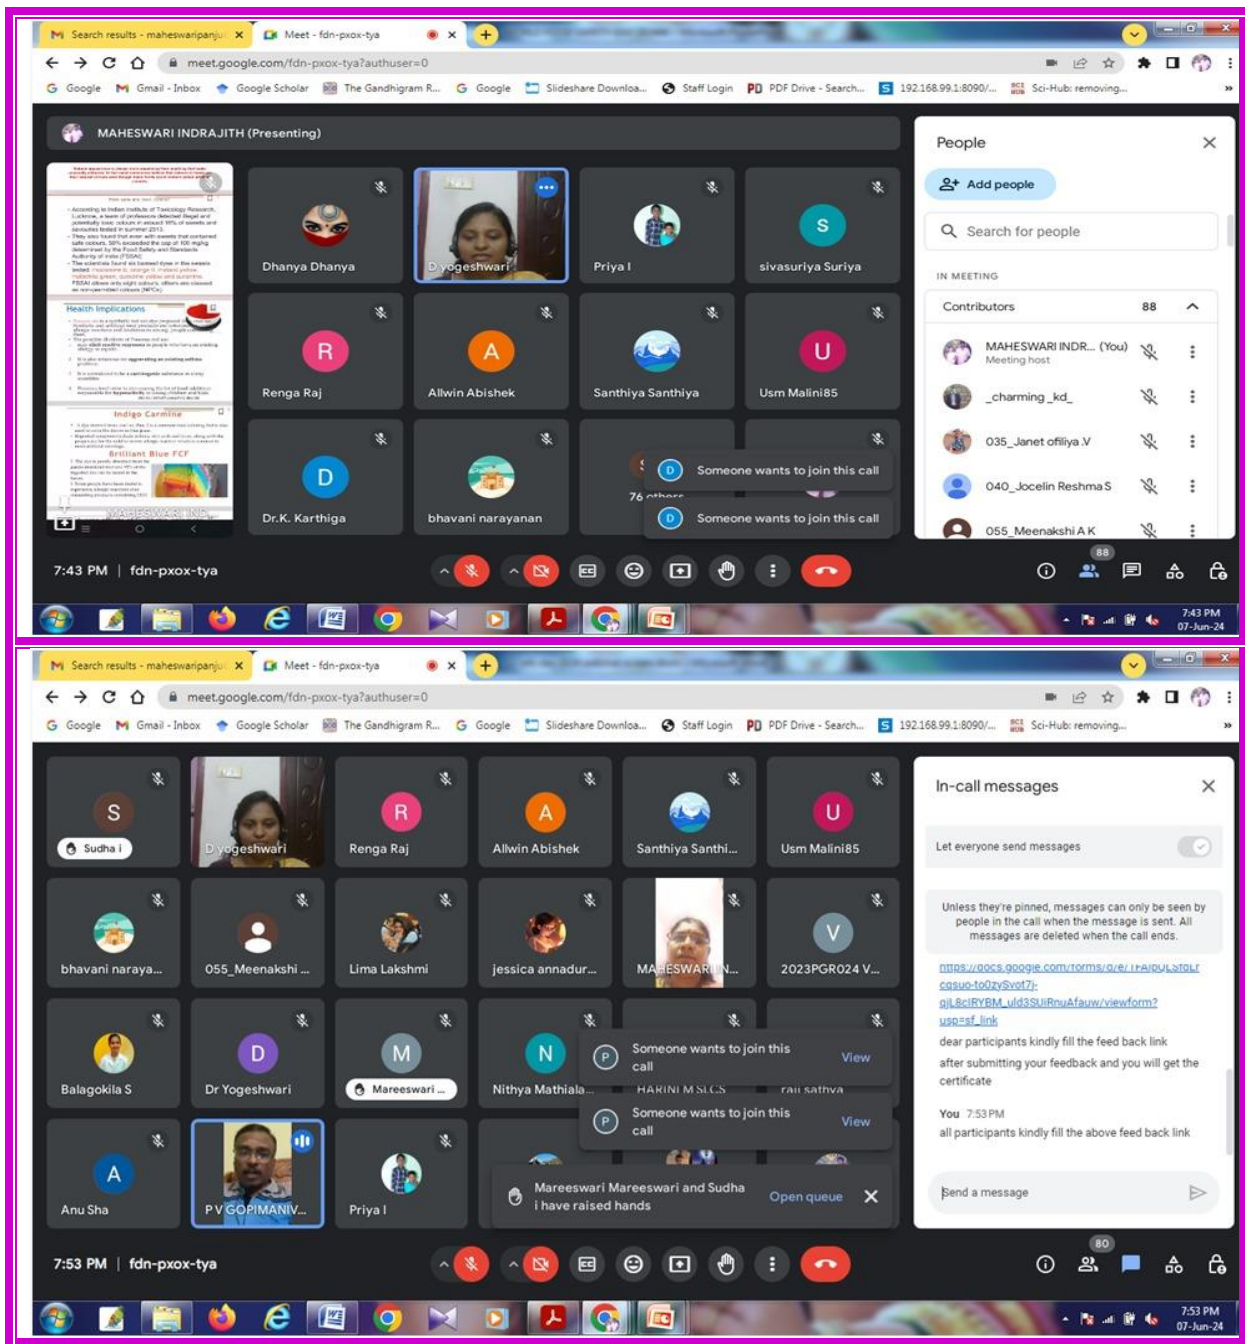 Search results - maheswaripanju
Meet - fdn-pxox-tya
meet.google.com/fdn-pxox-tya?authuser=0
Google
Gmail - Inbox
Google Scholar
The Gandhigram R...
Google
Slideshare Downloa...
Staff Login
PDF Drive - Search...
192.168.99.1:8090/...
Sci-Hub: removing...
MAHESWARI INDRAJITH (Presenting)
According to Indian Institute of Toxicology Research,
Health Implications
Indigo Carmine
Brilliant Blue FCF
Dhanya Dhanya
D yogeshwari
Priya I
S
sivasuriya Suriya
R
Renga Raj
A
Allwin Abishek
Santhiya Santhiya
U
Usm Malini85
D
Dr.K. Karthiga
bhavani narayanan
76 others
D
Someone wants to join this call
D
Someone wants to join this call
People
Add people
Search for people
IN MEETING
Contributors 88
MAHESWARI INDR... (You)
Meeting host
_charming _kd_
035_Janet ofiliya .V
040_Jocelin Reshma S
055_Meenakshi A K
7:43 PM | fdn-pxox-tya
88
7:43 PM
07-Jun-24
Search results - maheswaripanju
Meet - fdn-pxox-tya
meet.google.com/fdn-pxox-tya?authuser=0
Google
Gmail - Inbox
Google Scholar
The Gandhigram R...
Google
Slideshare Downloa...
Staff Login
PDF Drive - Search...
192.168.99.1:8090/...
Sci-Hub: removing...
S
Sudha i
D yogeshwari
R
Renga Raj
A
Allwin Abishek
Santhiya Santhi...
U
Usm Malini85
bhavani naraya...
055_Meenakshi ...
Lima Lakshmi
jessica annadur...
MAHESWARI IN...
V
2023PGR024 V...
Balagokila S
D
Dr Yogeshwari
M
Mareeswari ...
N
Nithya Mathiala...
HARINI M SLCS
raji sathya
P
Someone wants to join this
call
View
P
Someone wants to join this
call
View
A
Anu Sha
P V GOPIMANIV...
Priya I
Mareeswari Mareeswari and Sudha
i have raised hands
Open queue
In-call messages
Let everyone send messages
Unless they're pinned, messages can only be seen by
people in the call when the message is sent. All
messages are deleted when the call ends.
usp=sf_link
dear participants kindly fill the feed back link
after submitting your feedback and you will get the
certificate
You 7:53 PM
all participants kindly fill the above feed back link
Send a message
7:53 PM | fdn-pxox-tya
80
7:53 PM
07-Jun-24